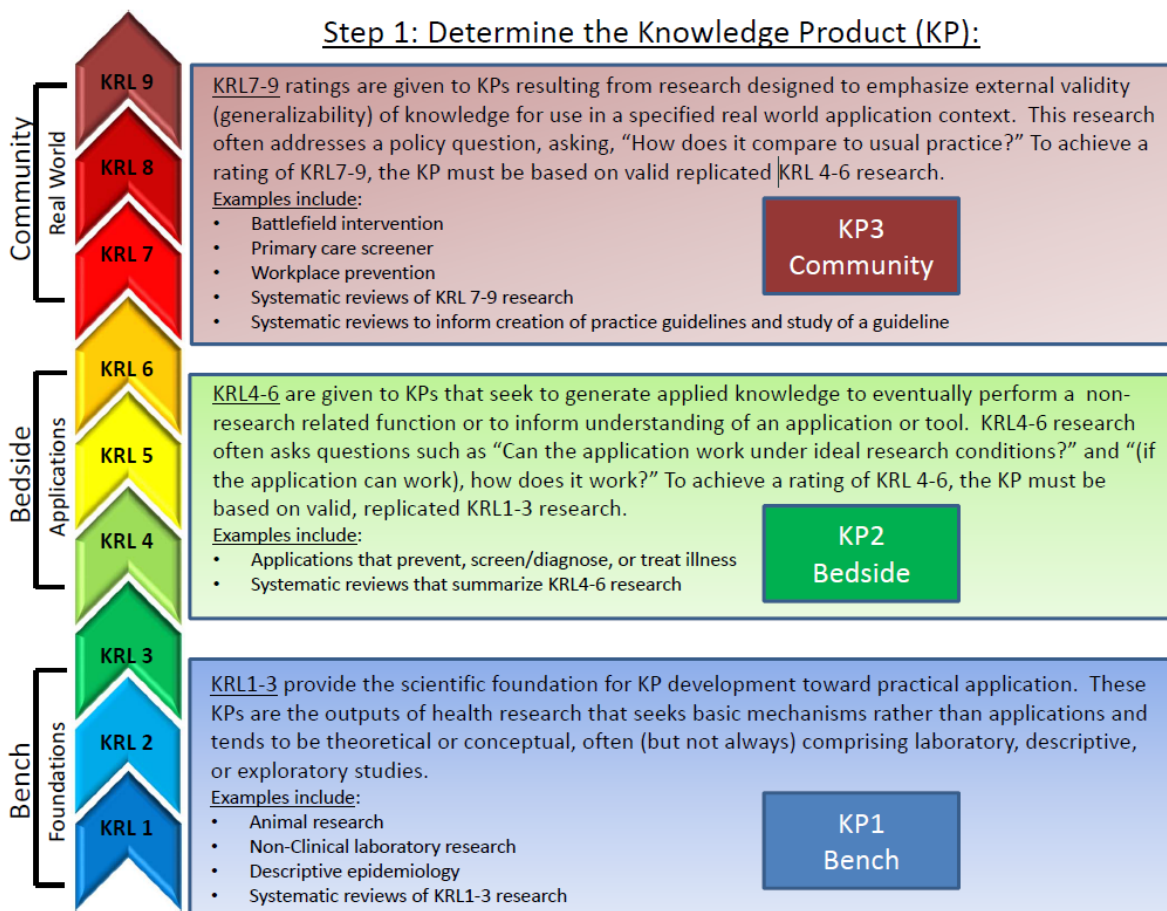 Step 1: Determine the Knowledge Product (KP):
Community
Real World
KRL 9
KRL 8
KRL 7
KRL7-9 ratings are given to KPs resulting from research designed to emphasize external validity
(generalizability) of knowledge for use in a specified real world application context. This research
often addresses a policy question, asking, “How does it compare to usual practice?” To achieve a
rating of KRL7-9, the KP must be based on valid replicated KRL 4-6 research.
Examples include:
• Battlefield intervention
• Primary care screener
• Workplace prevention
• Systematic reviews of KRL 7-9 research
• Systematic reviews to inform creation of practice guidelines and study of a guideline
KP3
Community
Bedside
Applications
KRL 6
KRL 5
KRL 4
KRL4-6 are given to KPs that seek to generate applied knowledge to eventually perform a non-
research related function or to inform understanding of an application or tool. KRL4-6 research
often asks questions such as “Can the application work under ideal research conditions?” and “(if
the application can work), how does it work?” To achieve a rating of KRL 4-6, the KP must be
based on valid, replicated KRL1-3 research.
Examples include:
• Applications that prevent, screen/diagnose, or treat illness
• Systematic reviews that summarize KRL4-6 research
KP2
Bedside
Bench
Foundations
KRL 3
KRL 2
KRL 1
KRL1-3 provide the scientific foundation for KP development toward practical application. These
KPs are the outputs of health research that seeks basic mechanisms rather than applications and
tends to be theoretical or conceptual, often (but not always) comprising laboratory, descriptive,
or exploratory studies.
Examples include:
• Animal research
• Non-Clinical laboratory research
• Descriptive epidemiology
• Systematic reviews of KRL1-3 research
KP1
Bench